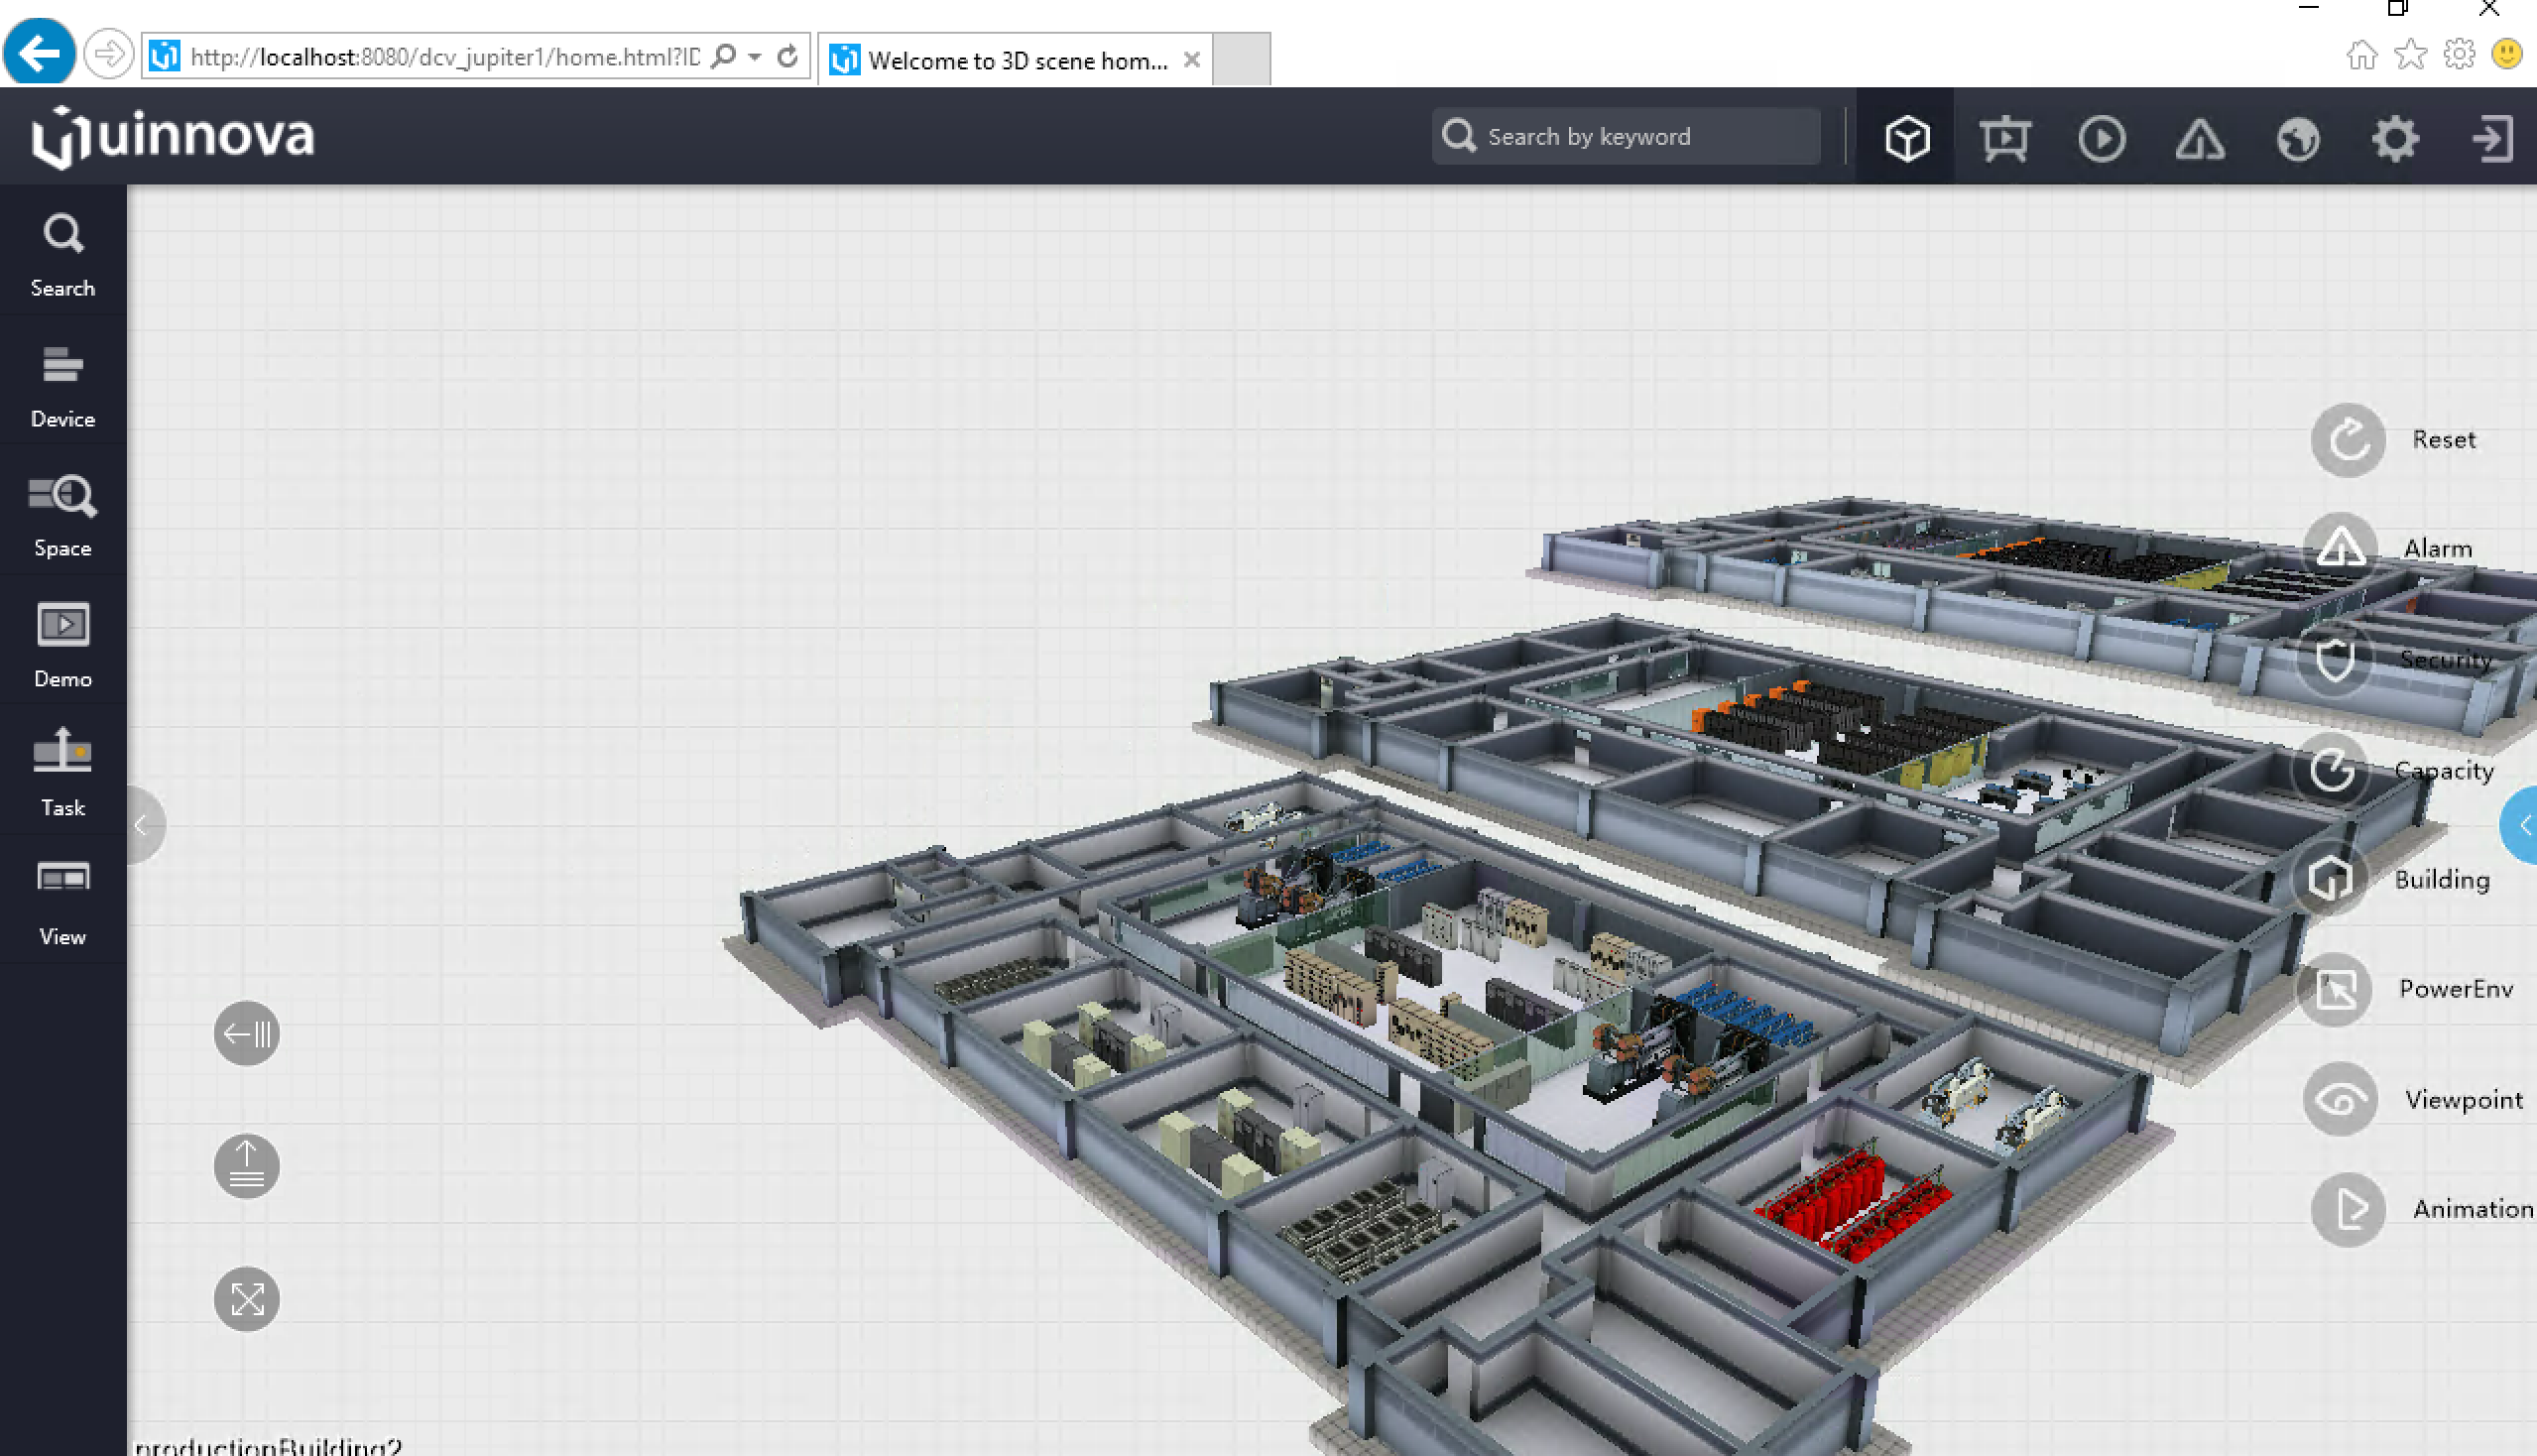 http://localhost:8080/dcv_jupiter1/home.html?ID
Welcome to 3D scene hom...
uinnova
Search by keyword
Search
Device
Space
Demo
Task
View
Reset
Alarm
Security
Capacity
Building
PowerEnv
Viewpoint
Animation
productionBuilding2